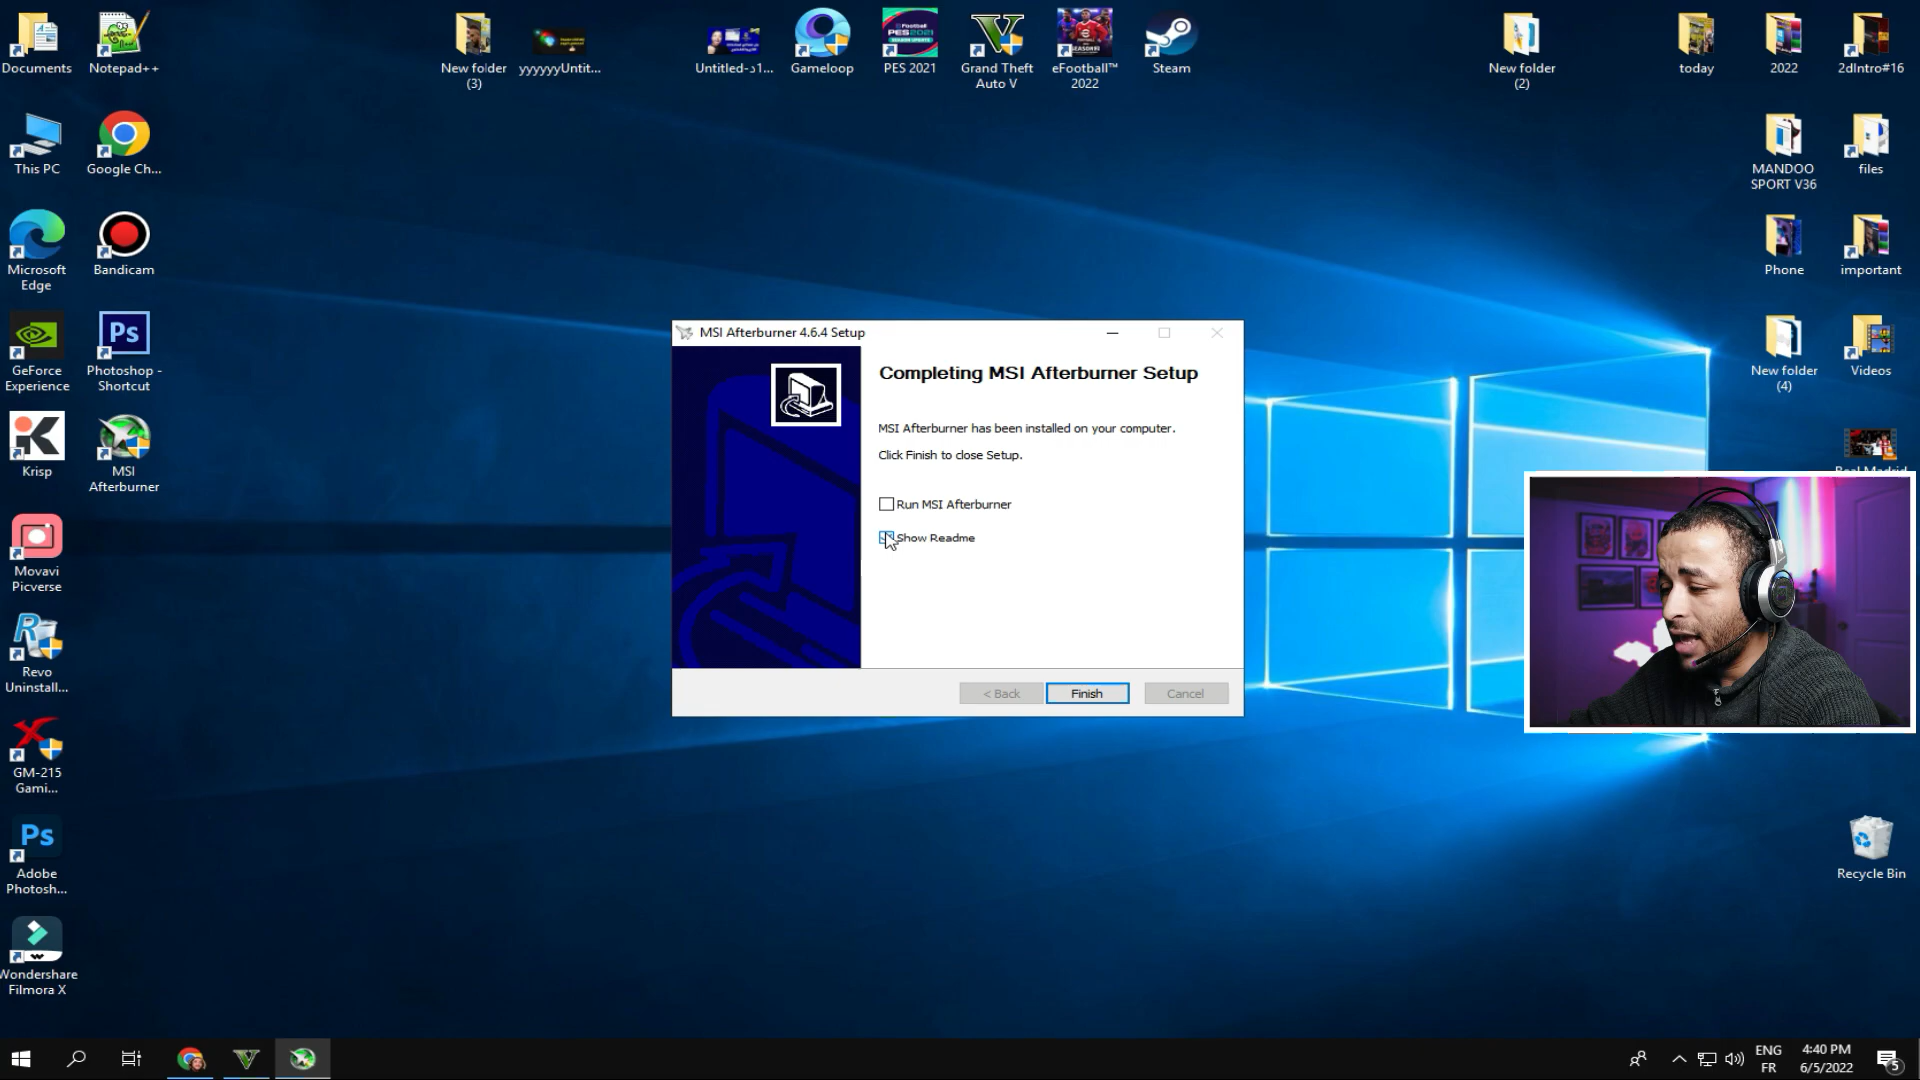 Documents
Notepad++
New folder
(3)
yyyyyyUntit...
Untitled-1د...
Gameloop
PES 2021
Grand Theft
Auto V
eFootball™
2022
Steam
New folder
(2)
today
2022
2dIntro#16
This PC
Google Ch...
MANDOO
SPORT V36
files
Microsoft
Edge
Bandicam
Phone
important
GeForce
Experience
Photoshop -
Shortcut
New folder
(4)
Videos
Krisp
MSI
Afterburner
Real Madrid
Movavi
Picverse
Revo
Uninstall...
GM-215
Gami...
Adobe
Photosh...
Wondershare
Filmora X
Recycle Bin
MSI Afterburner 4.6.4 Setup
Completing MSI Afterburner Setup
MSI Afterburner has been installed on your computer.
Click Finish to close Setup.
Run MSI Afterburner
Show Readme
< Back
Finish
Cancel
ENG
FR
4:40 PM
6/5/2022
5